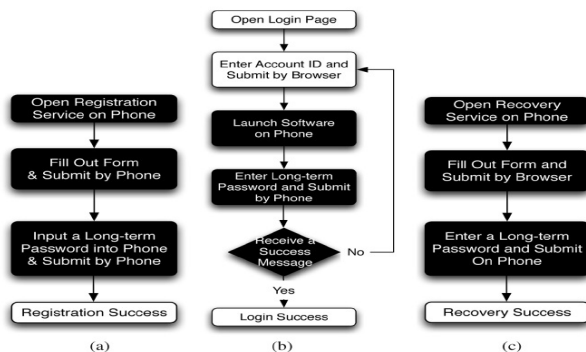 Open Registration
Service on Phone
Fill Out Form
& Submit by Phone
Input a Long-term
Password into Phone
& Submit by Phone
Registration Success
(a)
Open Login Page
Enter Account ID and
Submit by Browser
Launch Software
on Phone
Enter Long-term
Password and Submit
by Phone
Receive a
Success
Message
No
Yes
Login Success
(b)
Open Recovery
Service on Phone
Fill Out Form and
Submit by Browser
Enter a Long-term
Password and Submit
On Phone
Recovery Success
(c)